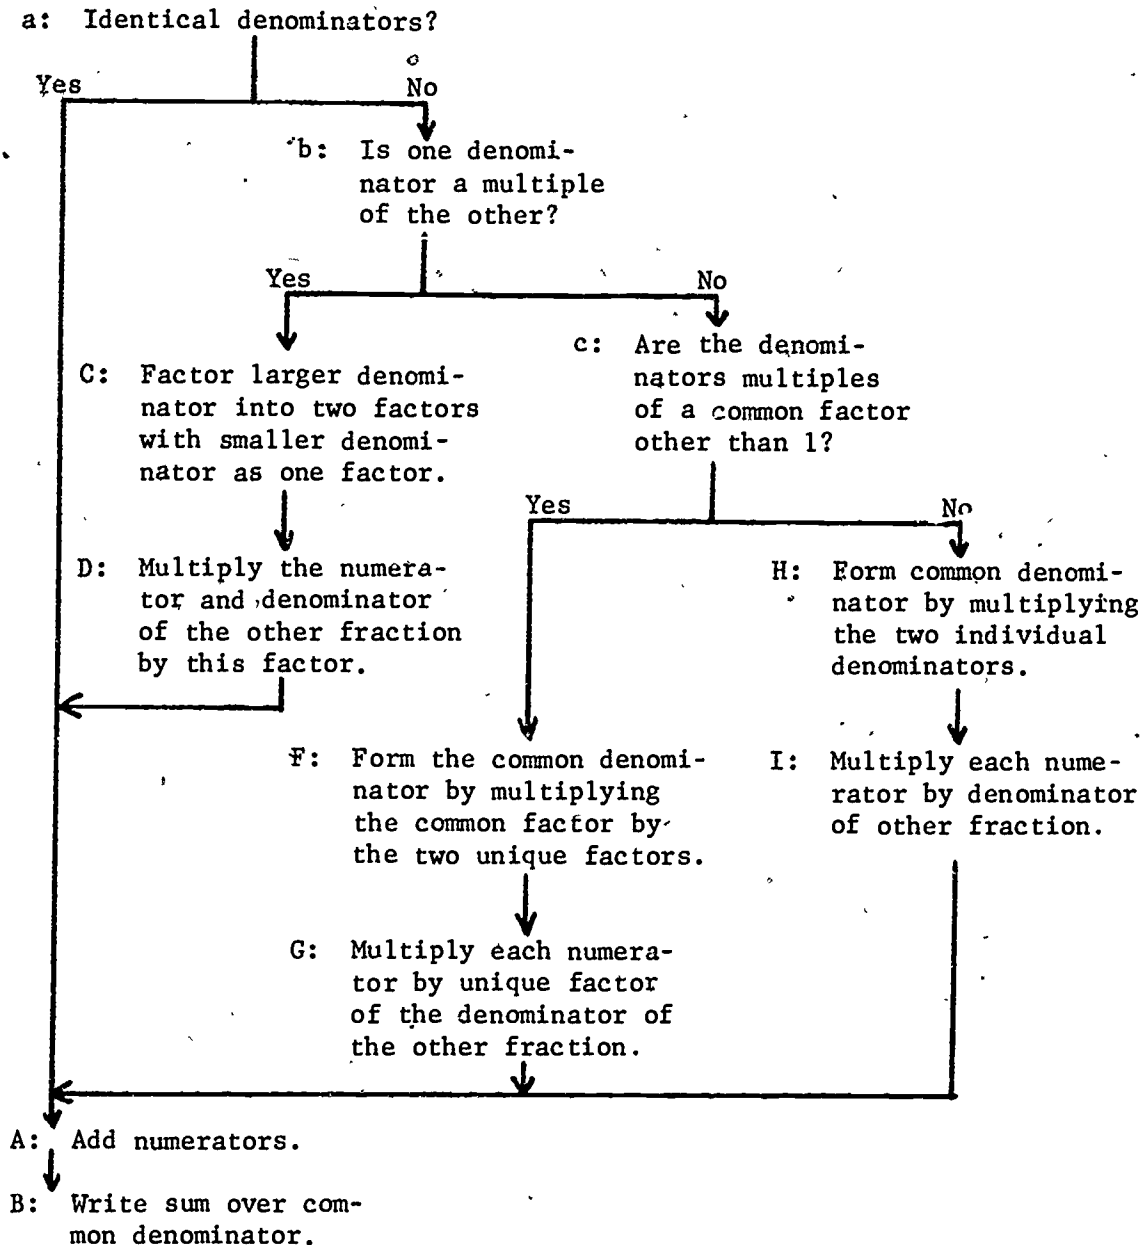 a: Identical denominators?
Yes
No
b: Is one denomi-
nator a multiple
of the other?
Yes
No
C: Factor larger denomi-
nator into two factors
with smaller denomi-
nator as one factor.
c: Are the denomi-
nators multiples
of a common factor
other than 1?
Yes
No
D: Multiply the numera-
tor and denominator
of the other fraction
by this factor.
H: Form common denomi-
nator by multiplying
the two individual
denominators.
F: Form the common denomi-
nator by multiplying
the common factor by
the two unique factors.
I: Multiply each nume-
rator by denominator
of other fraction.
G: Multiply each numera-
tor by unique factor
of the denominator of
the other fraction.
A: Add numerators.
B: Write sum over com-
mon denominator.